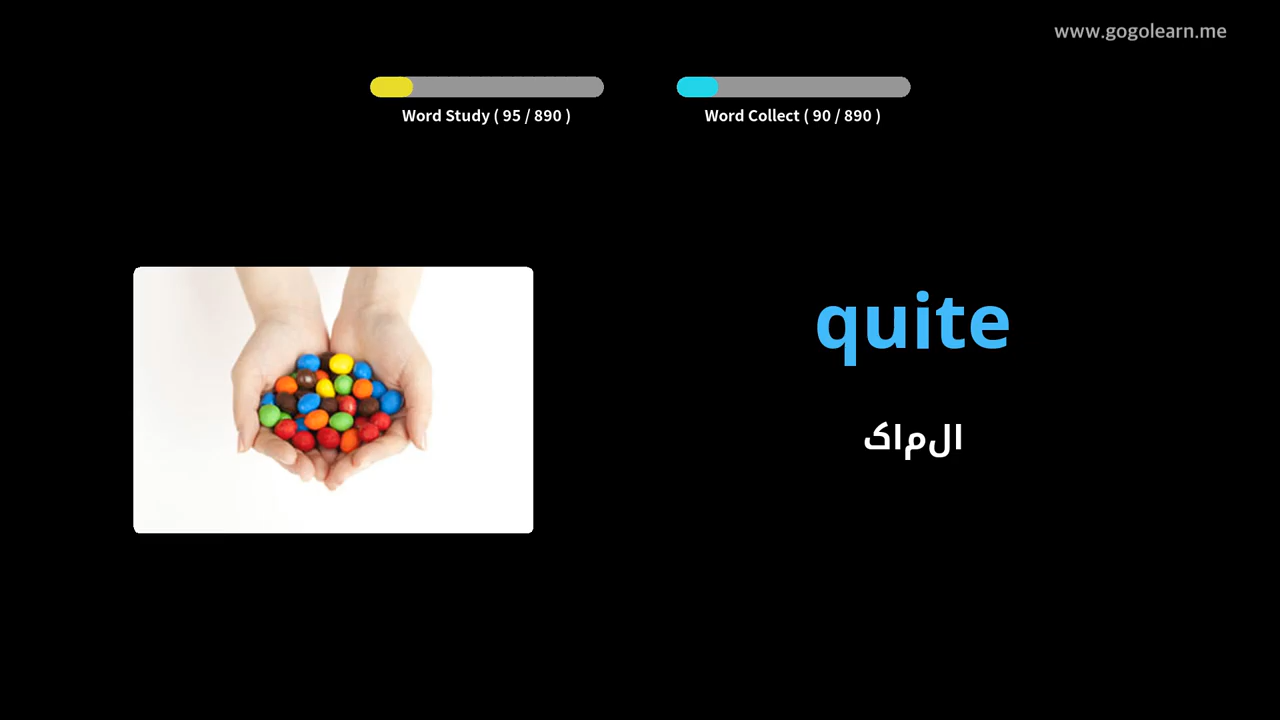 www.gogolearn.me
Word Study ( 95 / 890 )
Word Collect ( 90 / 890 )
quite
الماک